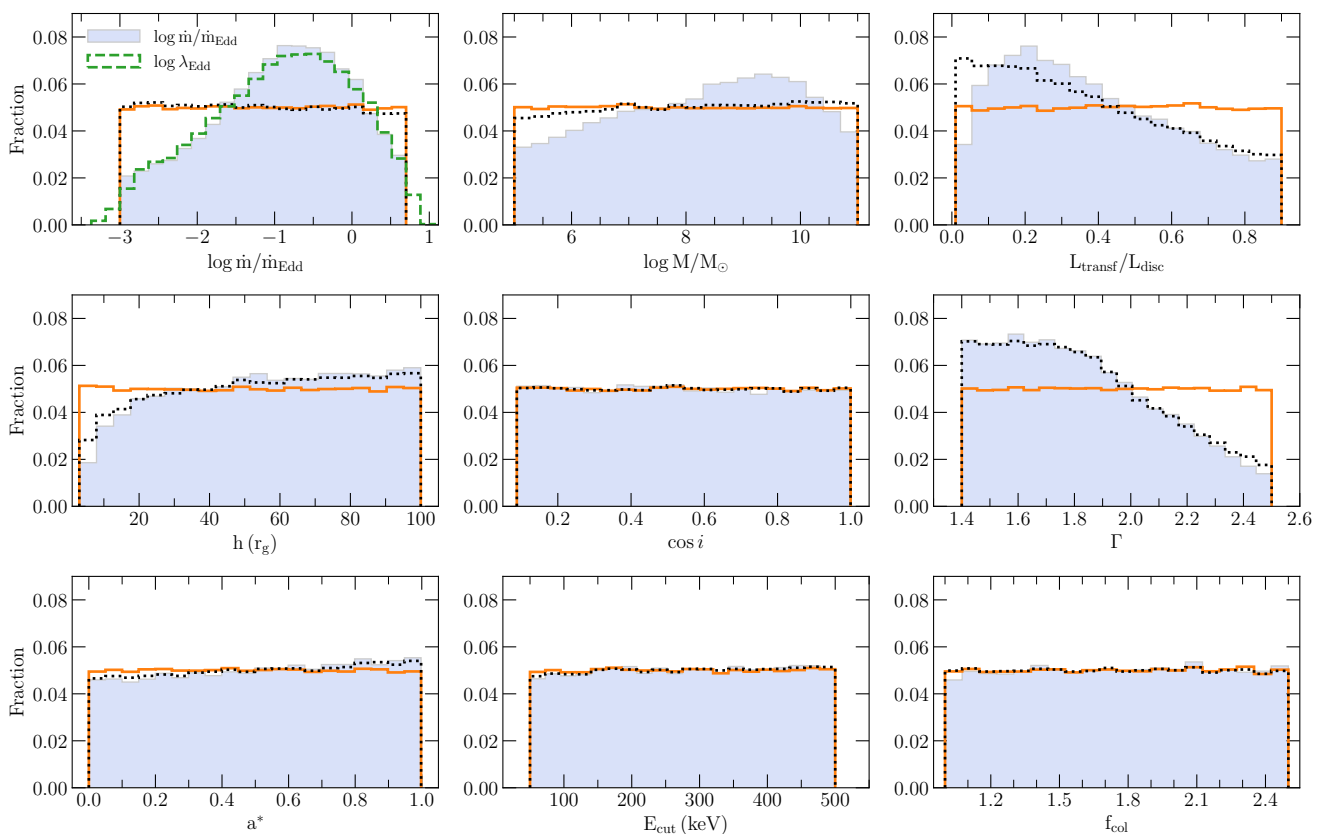 0.08
0.06
0.04
0.02
0.00
Fraction
log ṁ/ṁ_Edd
log λ_Edd
−3 −2 −1 0 1
log ṁ/ṁ_Edd
0.08
0.06
0.04
0.02
0.00
6 8 10
log M/M_⊙
0.08
0.06
0.04
0.02
0.00
0.0 0.2 0.4 0.6 0.8
L_transf/L_disc
0.08
0.06
0.04
0.02
0.00
20 40 60 80 100
h (r_g)
0.08
0.06
0.04
0.02
0.00
0.2 0.4 0.6 0.8 1.0
cos i
0.08
0.06
0.04
0.02
0.00
1.4 1.6 1.8 2.0 2.2 2.4 2.6
Γ
0.08
0.06
0.04
0.02
0.00
Fraction
0.0 0.2 0.4 0.6 0.8 1.0
a*
0.08
0.06
0.04
0.02
0.00
100 200 300 400 500
E_cut (keV)
0.08
0.06
0.04
0.02
0.00
1.2 1.5 1.8 2.1 2.4
f_col